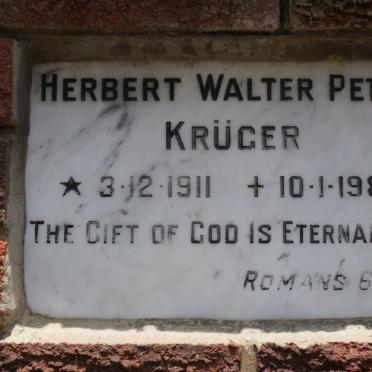 HERBERT WALTER PET
KRÜGER
★ 3·12·1911 + 10·1·198
THE GIFT OF GOD IS ETERNA
ROMANS 6